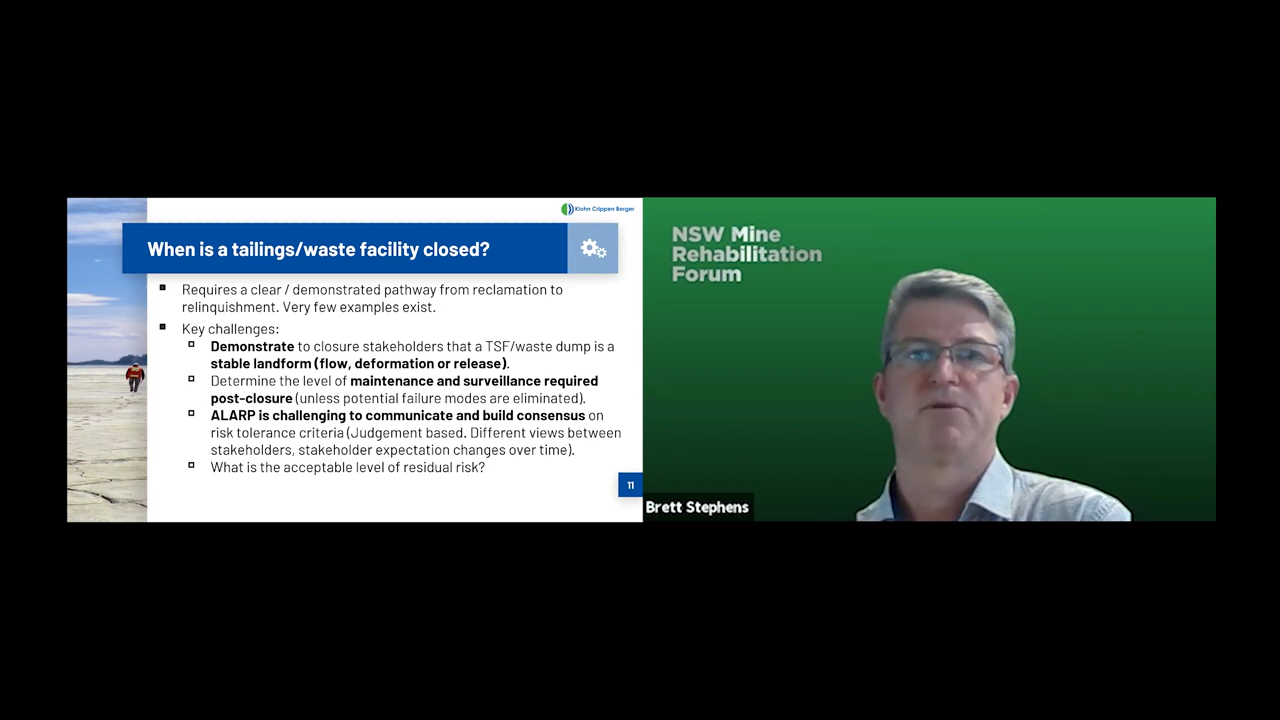 Klohn Crippen Berger
When is a tailings/waste facility closed?
Requires a clear / demonstrated pathway from reclamation to
relinquishment. Very few examples exist.
Key challenges:
Demonstrate to closure stakeholders that a TSF/waste dump is a
stable landform (flow, deformation or release).
Determine the level of maintenance and surveillance required
post-closure (unless potential failure modes are eliminated).
ALARP is challenging to communicate and build consensus on
risk tolerance criteria (Judgement based. Different views between
stakeholders, stakeholder expectation changes over time).
What is the acceptable level of residual risk?
11
NSW Mine
Rehabilitation
Forum
Brett Stephens